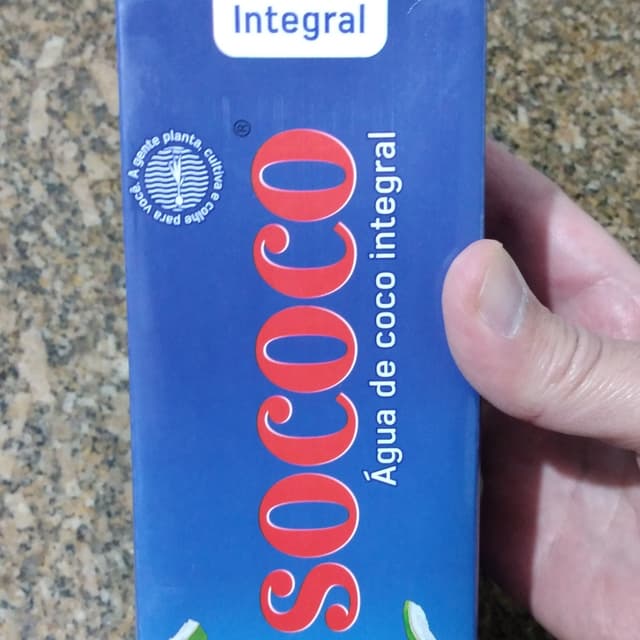 Integral
A gente planta, cultiva e colhe para você.
®
SOCOCO
Água de coco integral